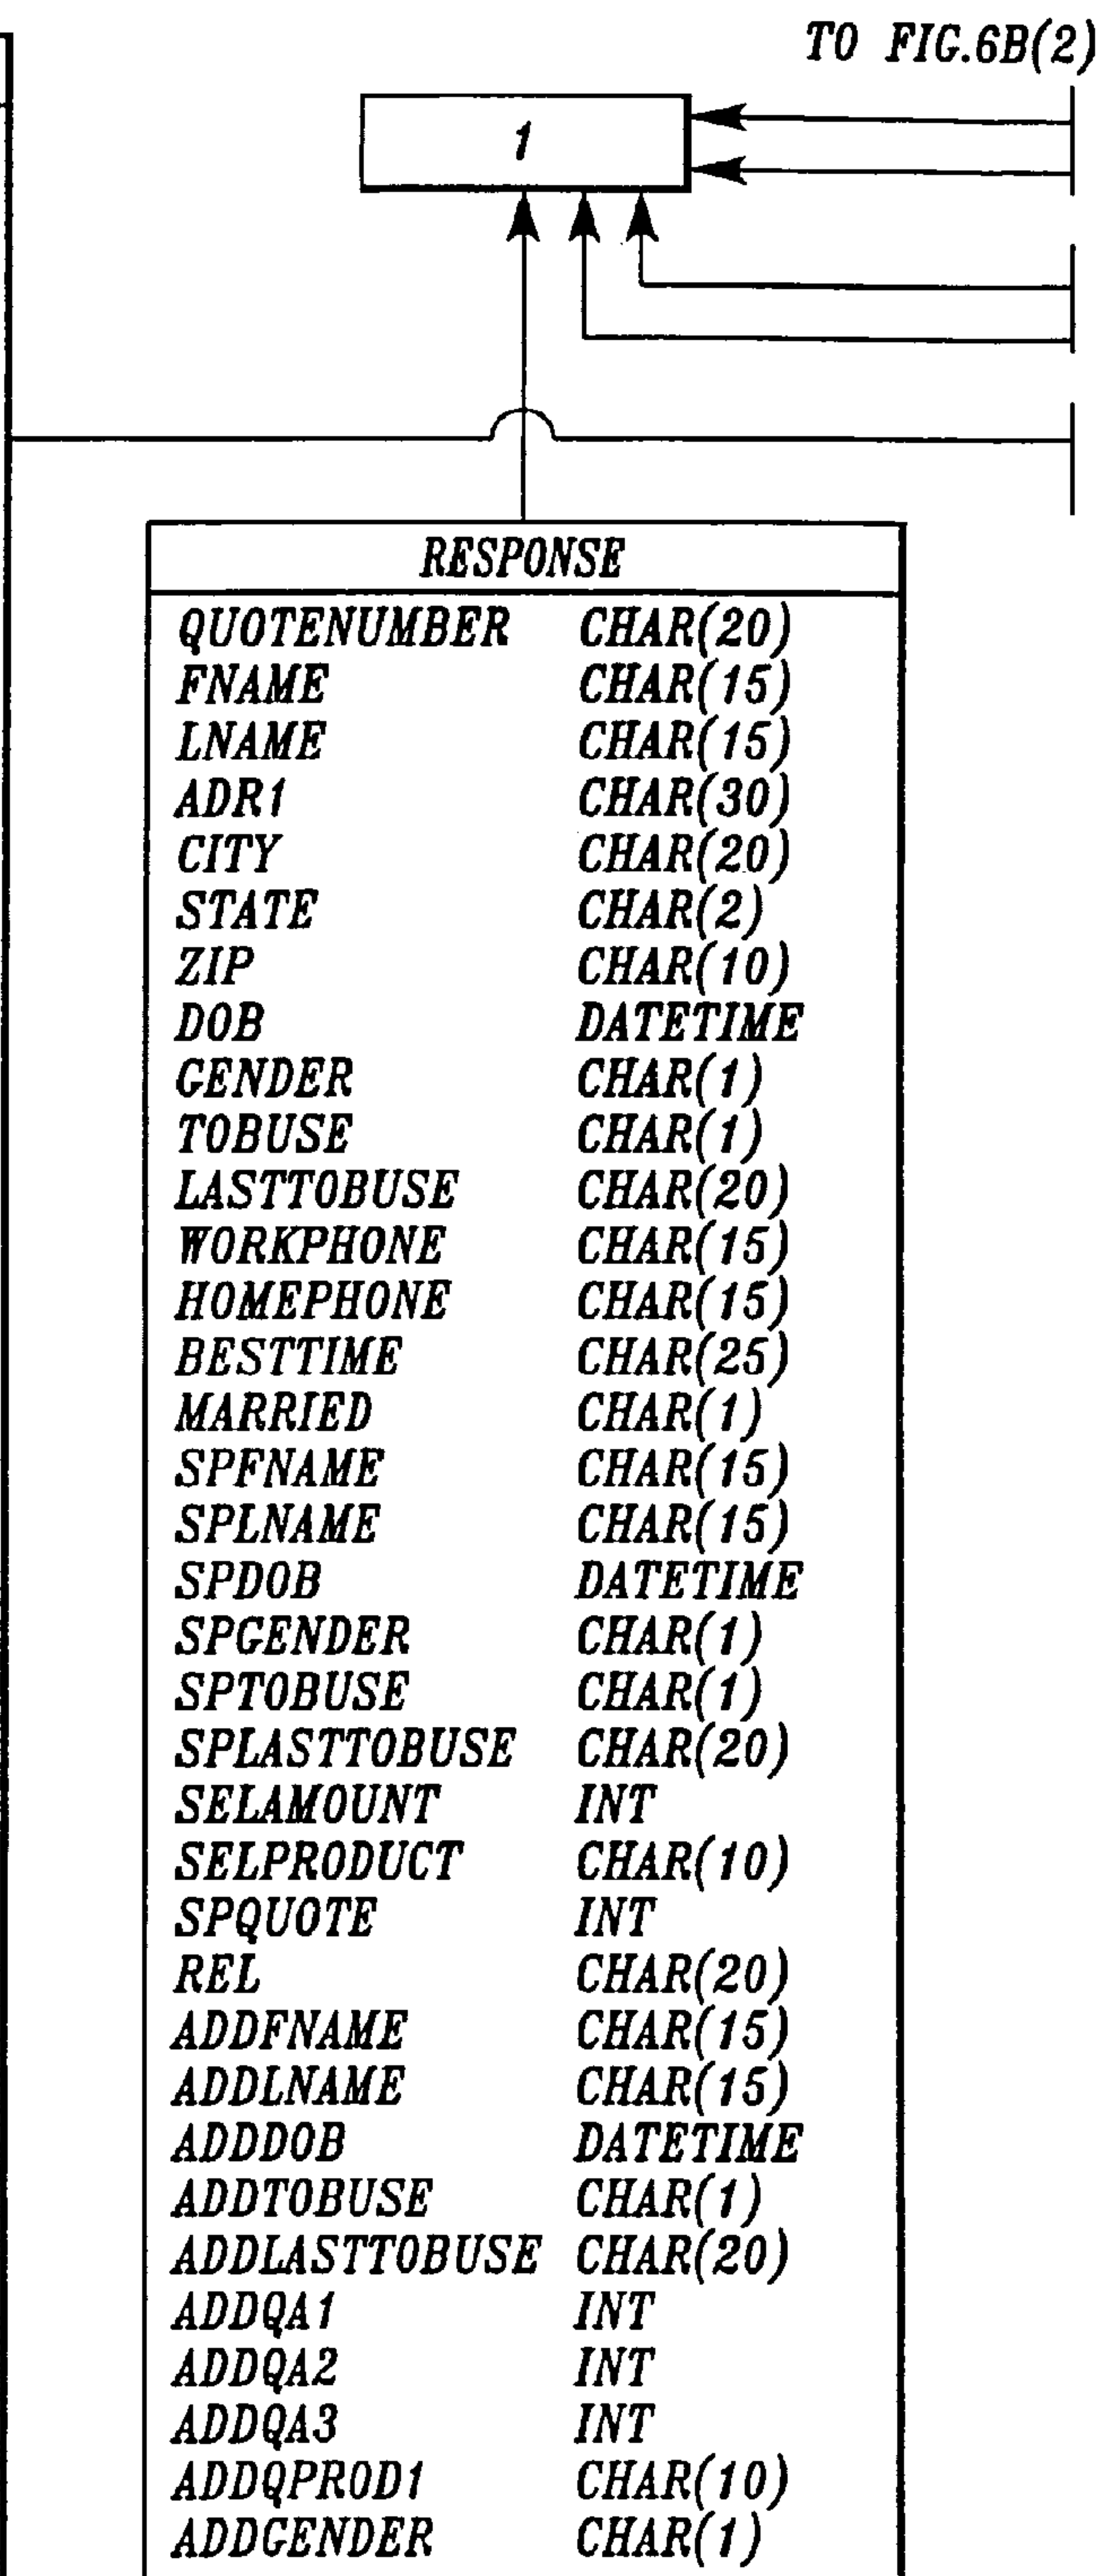 TO FIG.6B(2)
1
RESPONSE
QUOTENUMBER CHAR(20)
FNAME CHAR(15)
LNAME CHAR(15)
ADR1 CHAR(30)
CITY CHAR(20)
STATE CHAR(2)
ZIP CHAR(10)
DOB DATETIME
GENDER CHAR(1)
TOBUSE CHAR(1)
LASTTOBUSE CHAR(20)
WORKPHONE CHAR(15)
HOMEPHONE CHAR(15)
BESTTIME CHAR(25)
MARRIED CHAR(1)
SPFNAME CHAR(15)
SPLNAME CHAR(15)
SPDOB DATETIME
SPGENDER CHAR(1)
SPTOBUSE CHAR(1)
SPLASTTOBUSE CHAR(20)
SELAMOUNT INT
SELPRODUCT CHAR(10)
SPQUOTE INT
REL CHAR(20)
ADDFNAME CHAR(15)
ADDLNAME CHAR(15)
ADDDOB DATETIME
ADDTOBUSE CHAR(1)
ADDLASTTOBUSE CHAR(20)
ADDQA1 INT
ADDQA2 INT
ADDQA3 INT
ADDQPROD1 CHAR(10)
ADDGENDER CHAR(1)